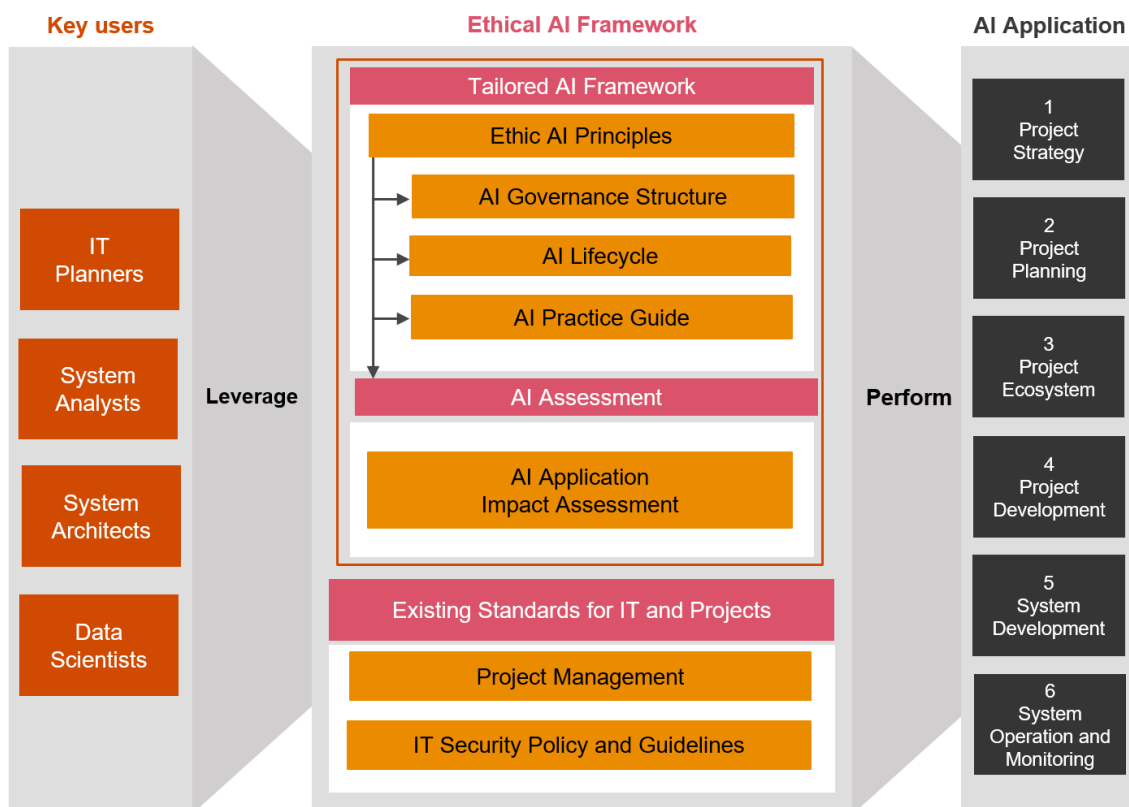 Key users
IT
Planners
System
Analysts
System
Architects
Data
Scientists
Leverage
Ethical AI Framework
Tailored AI Framework
Ethic AI Principles
AI Governance Structure
AI Lifecycle
AI Practice Guide
AI Assessment
AI Application
Impact Assessment
Existing Standards for IT and Projects
Project Management
IT Security Policy and Guidelines
Perform
AI Application
1
Project
Strategy
2
Project
Planning
3
Project
Ecosystem
4
Project
Development
5
System
Development
6
System
Operation and
Monitoring